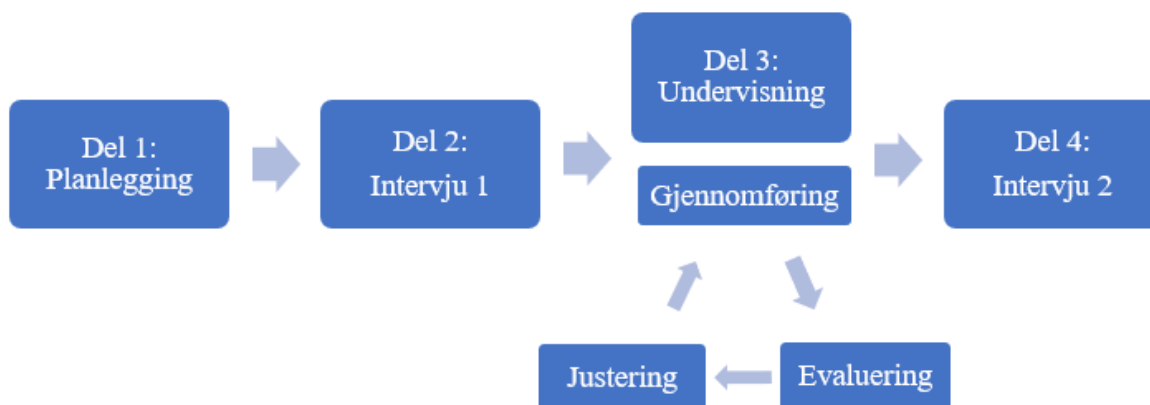 Del 1:
Planlegging
Del 2:
Intervju 1
Del 3:
Undervisning
Gjennomføring
Del 4:
Intervju 2
Justering
Evaluering